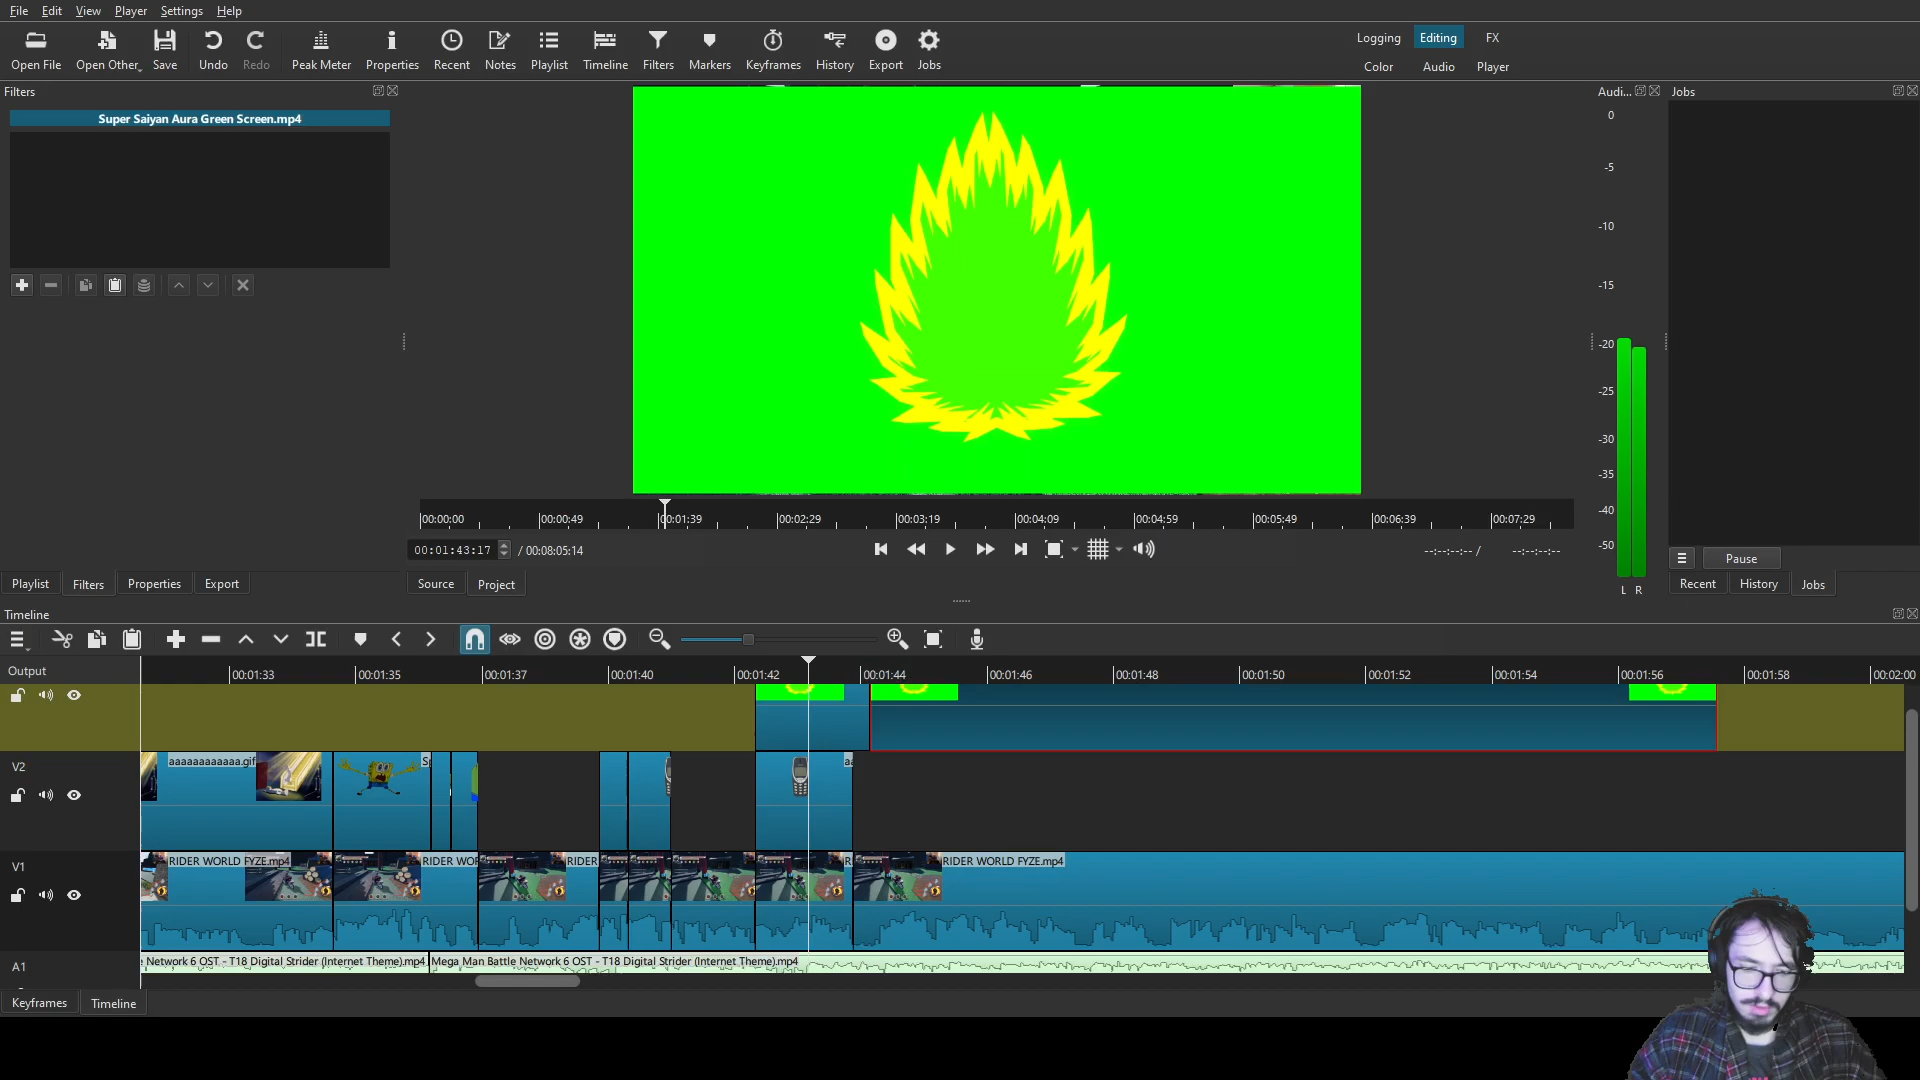 File Edit View Player Settings Help
Open File Open Other Save Undo Redo Peak Meter Properties Recent Notes Playlist Timeline Filters Markers Keyframes History Export Jobs
Logging Editing FX
Color Audio Player
Filters
Super Saiyan Aura Green Screen.mp4
Audi...
0
-5
-10
-15
-20
-25
-30
-35
-40
-45
-50
L R
Jobs
00:00:00 00:00:49 00:01:39 00:02:29 00:03:19 00:04:09 00:04:59 00:05:49 00:06:39 00:07:29
00:01:43:17 / 00:08:05:14
--:--:--:-- / --:--:--:--
Pause
Playlist Filters Properties Export
Source Project
Recent History Jobs
Timeline
Output
00:01:33 00:01:35 00:01:37 00:01:40 00:01:42 00:01:44 00:01:46 00:01:48 00:01:50 00:01:52 00:01:54 00:01:56 00:01:58 00:02:00
V2
aaaaaaaaaaaa.gif
V1
RIDER WORLD FYZE.mp4 RIDER WOR RIDER RIDER WORLD FYZE.mp4
A1
e Network 6 OST - T18 Digital Strider (Internet Theme).mp4 Mega Man Battle Network 6 OST - T18 Digital Strider (Internet Theme).mp4
Keyframes Timeline